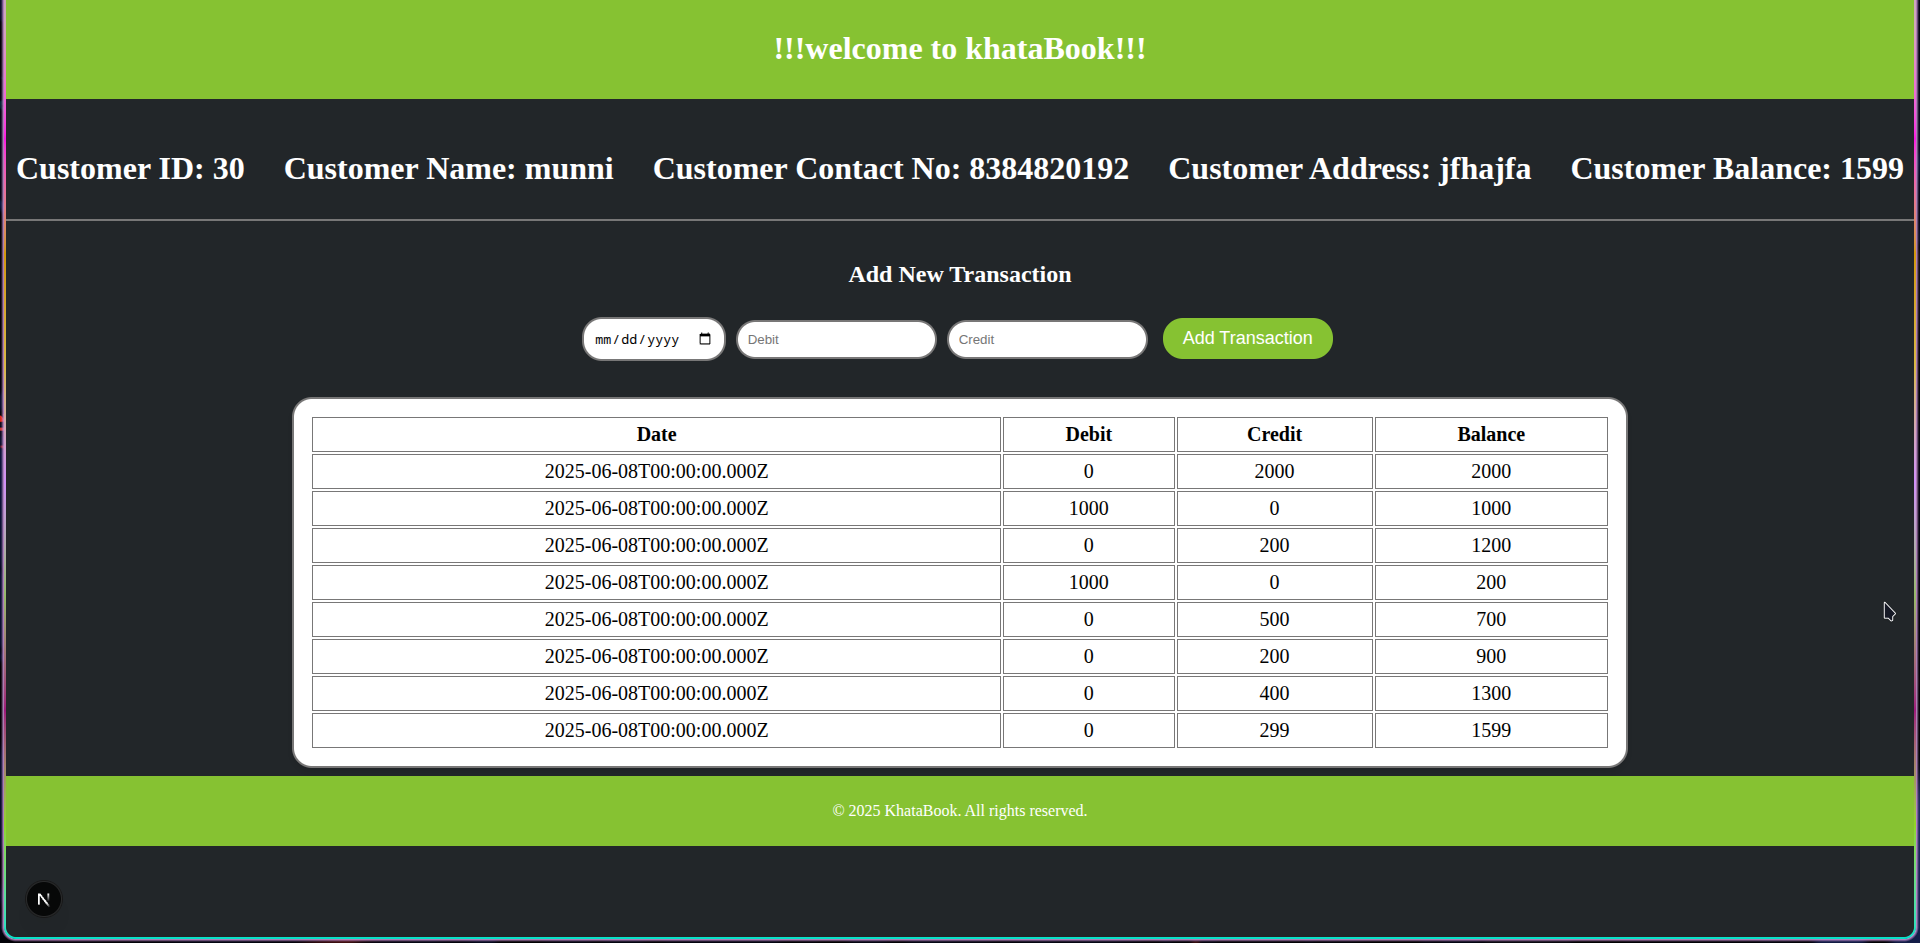 !!!welcome to khataBook!!!
Customer ID: 30 Customer Name: munni Customer Contact No: 8384820192 Customer Address: jfhajfa Customer Balance: 1599
Add New Transaction
mm/dd/yyyy Debit Credit Add Transaction
Date Debit Credit Balance
2025-06-08T00:00:00.000Z 0 2000 2000
2025-06-08T00:00:00.000Z 1000 0 1000
2025-06-08T00:00:00.000Z 0 200 1200
2025-06-08T00:00:00.000Z 1000 0 200
2025-06-08T00:00:00.000Z 0 500 700
2025-06-08T00:00:00.000Z 0 200 900
2025-06-08T00:00:00.000Z 0 400 1300
2025-06-08T00:00:00.000Z 0 299 1599
© 2025 KhataBook. All rights reserved.
N